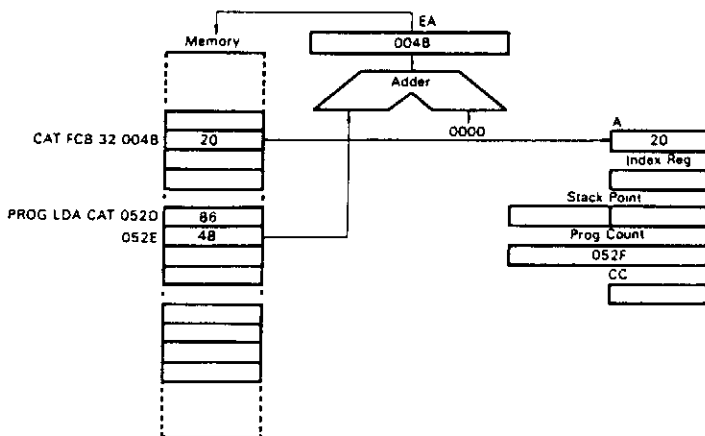 EA
Memory
004B
Adder
0000
A
CAT FCB 32 004B 20
20
Index Reg
Stack Point
PROG LDA CAT 052D 86
052E 4B
Prog Count
052F
CC